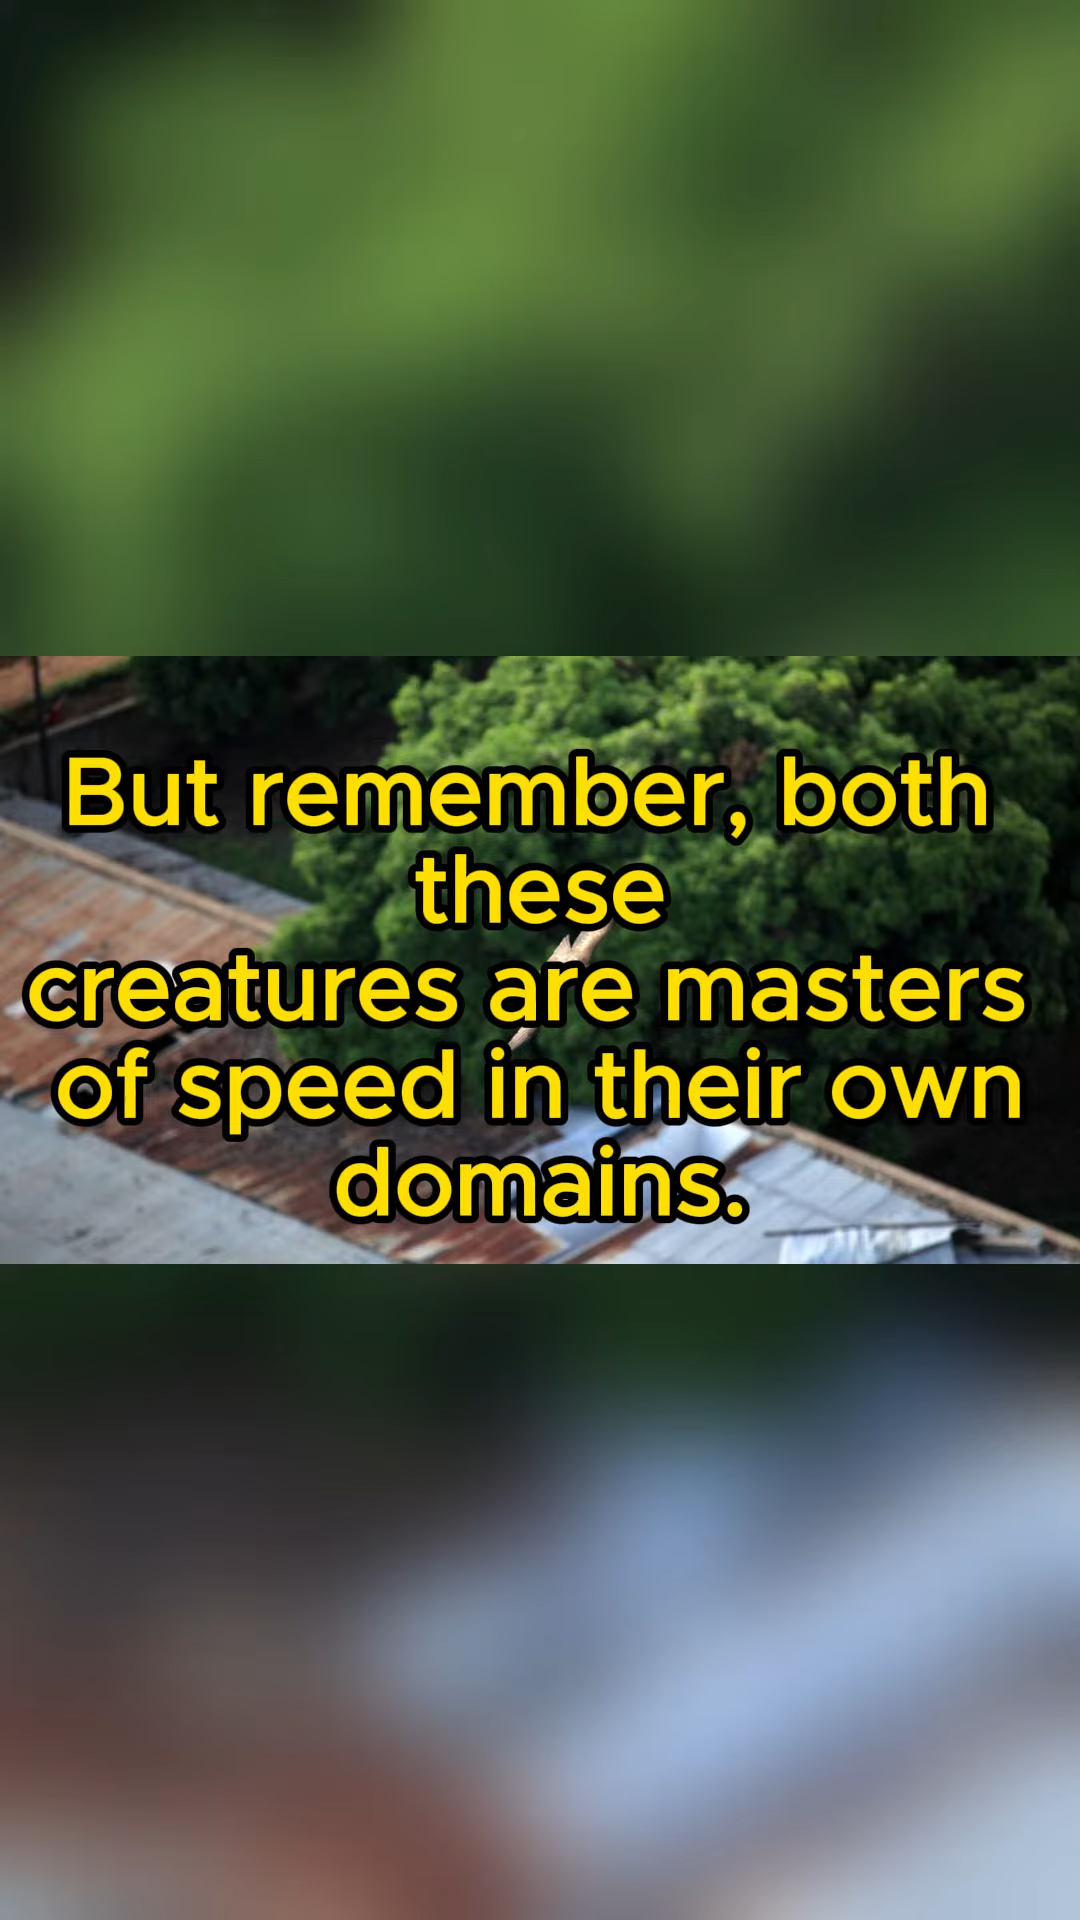 But remember, both
these
creatures are masters
of speed in their own
domains.